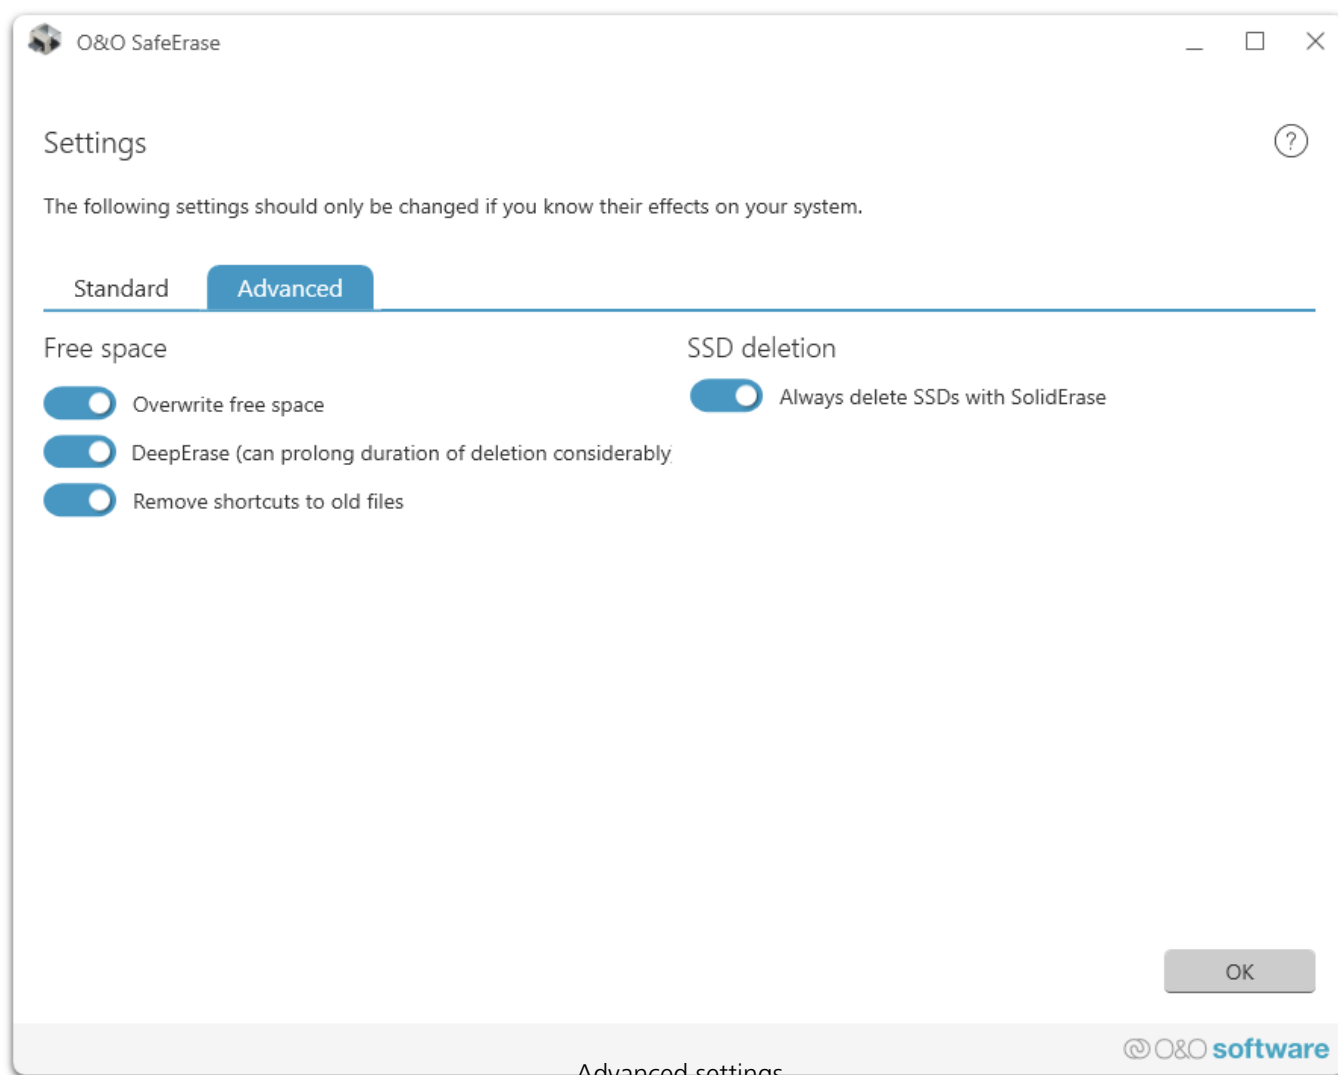 O&O SafeErase
Settings
?
The following settings should only be changed if you know their effects on your system.
Standard
Advanced
Free space
Overwrite free space
DeepErase (can prolong duration of deletion considerably)
Remove shortcuts to old files
SSD deletion
Always delete SSDs with SolidErase
OK
O&O software
Advanced settings